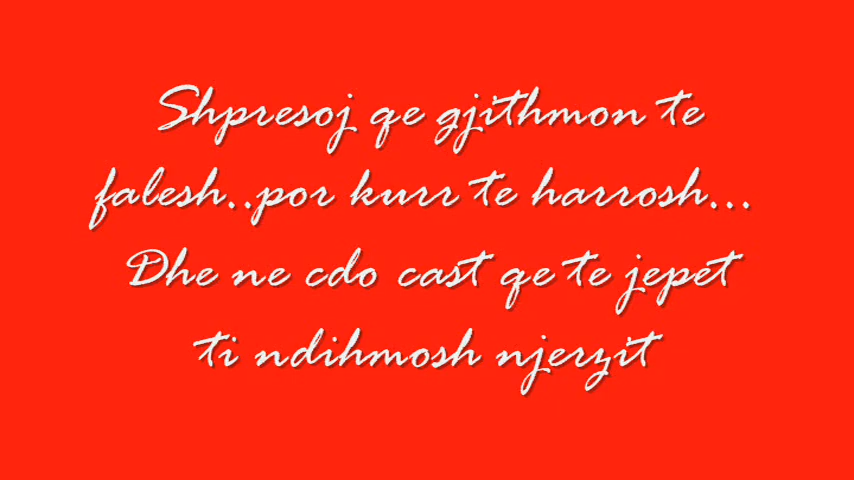 Shpresoj qe gjithmon te
falesh..por kurr te harrosh...
Dhe ne cdo cast qe te jepet
ti ndihmosh njerzit